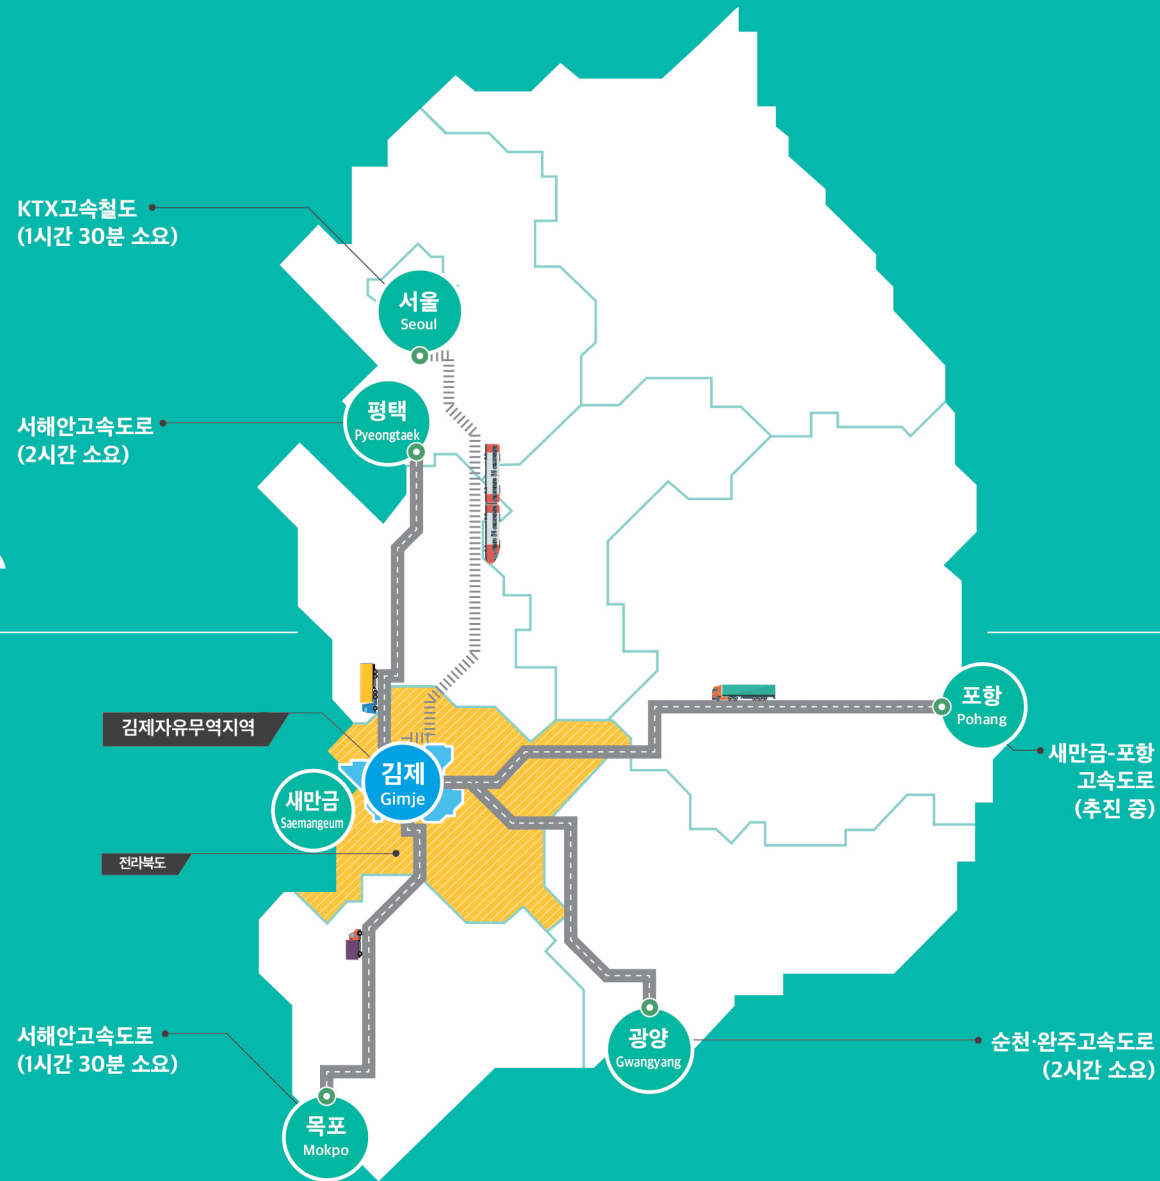 KTX고속철도
(1시간 30분 소요)
서울
Seoul
평택
Pyeongtaek
서해안고속도로
(2시간 소요)
포항
Pohang
새만금-포항
고속도로
(추진 중)
김제자유무역지역
김제
Gimje
새만금
Saemangeum
전라북도
서해안고속도로
(1시간 30분 소요)
목포
Mokpo
광양
Gwangyang
순천·완주고속도로
(2시간 소요)